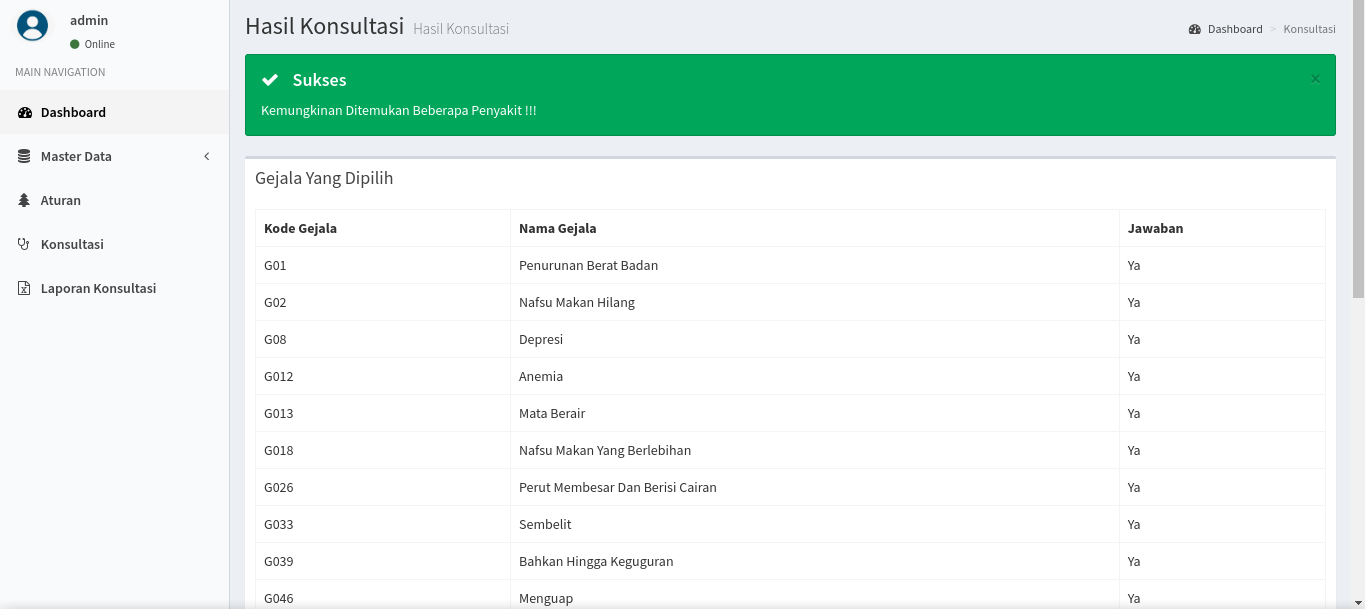 admin
Online
MAIN NAVIGATION
Dashboard
Master Data
Aturan
Konsultasi
Laporan Konsultasi
Hasil Konsultasi Hasil Konsultasi
Dashboard > Konsultasi
Sukses ×
Kemungkinan Ditemukan Beberapa Penyakit !!!
Gejala Yang Dipilih
Kode Gejala Nama Gejala Jawaban
G01 Penurunan Berat Badan Ya
G02 Nafsu Makan Hilang Ya
G08 Depresi Ya
G012 Anemia Ya
G013 Mata Berair Ya
G018 Nafsu Makan Yang Berlebihan Ya
G026 Perut Membesar Dan Berisi Cairan Ya
G033 Sembelit Ya
G039 Bahkan Hingga Keguguran Ya
G046 Menguap Ya